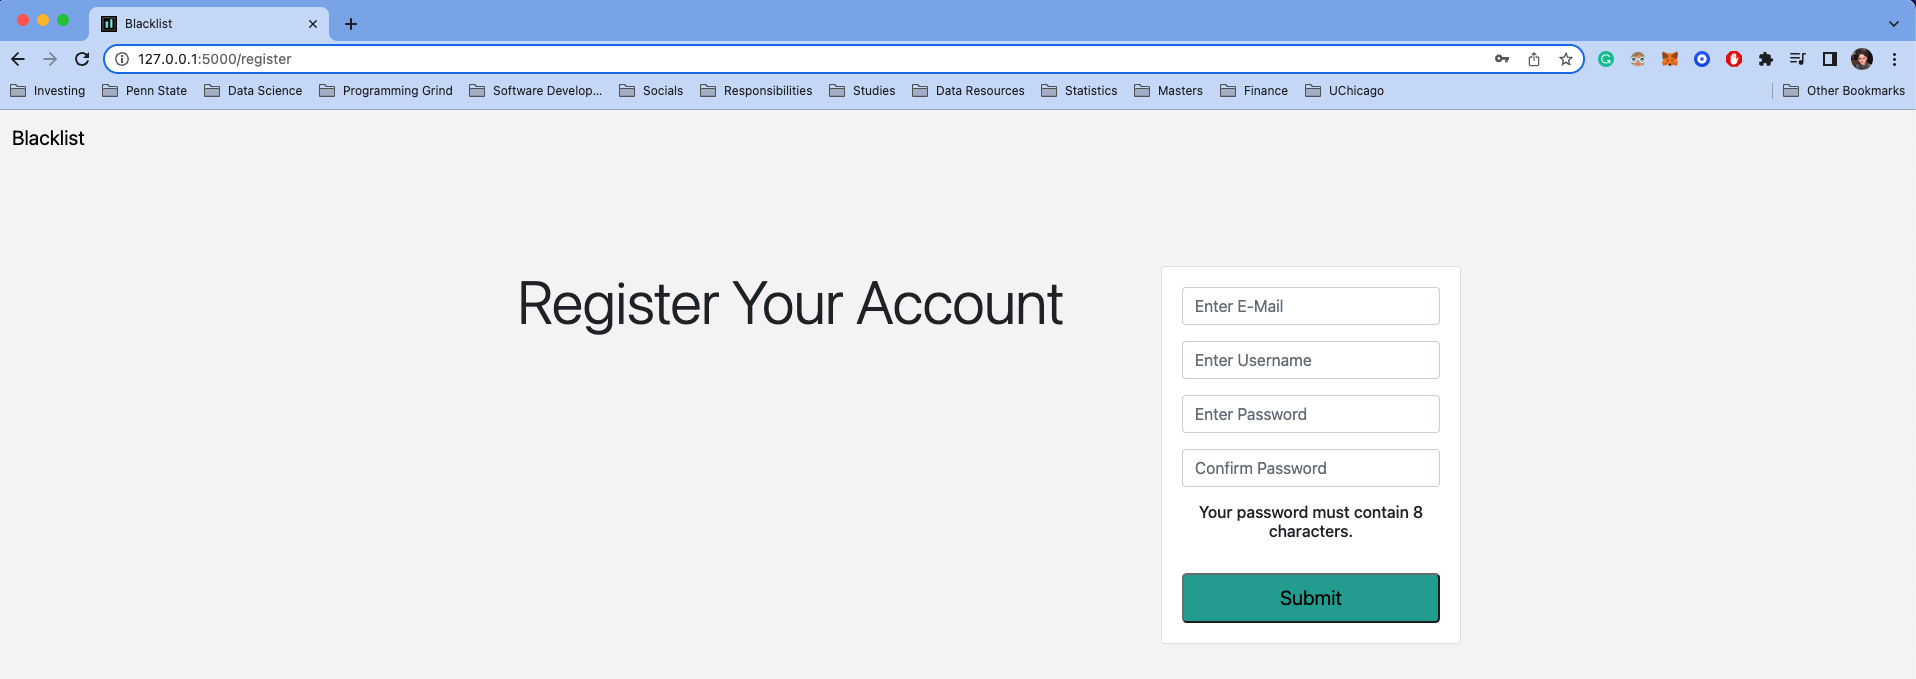 Blacklist
127.0.0.1:5000/register
Investing
Penn State
Data Science
Programming Grind
Software Develop...
Socials
Responsibilities
Studies
Data Resources
Statistics
Masters
Finance
UChicago
Other Bookmarks
Blacklist
Register Your Account
Enter E-Mail
Enter Username
Enter Password
Confirm Password
Your password must contain 8
characters.
Submit